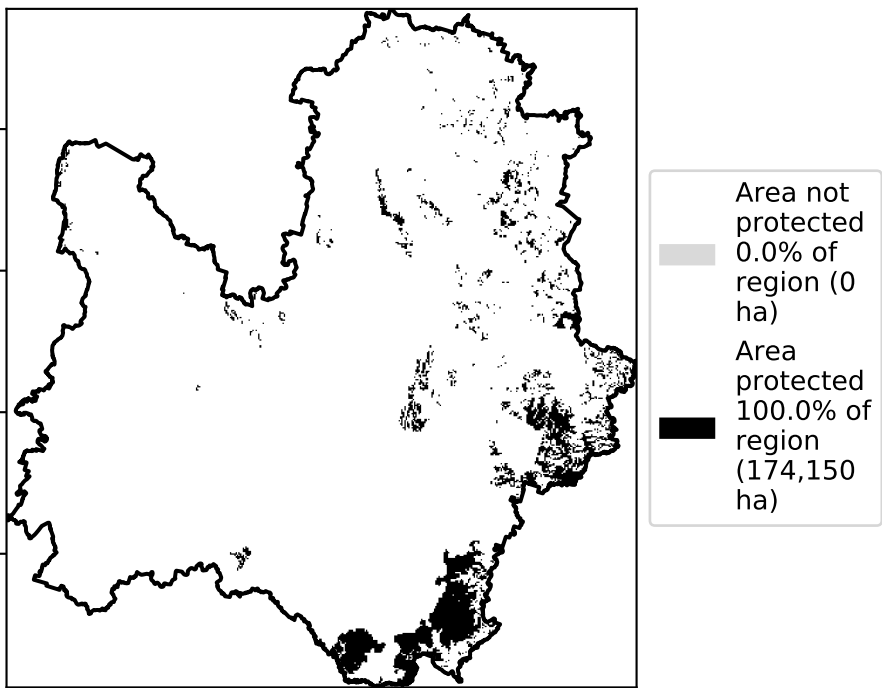 Area not
protected
0.0% of
region (0
ha)
Area
protected
100.0% of
region
(174,150
ha)